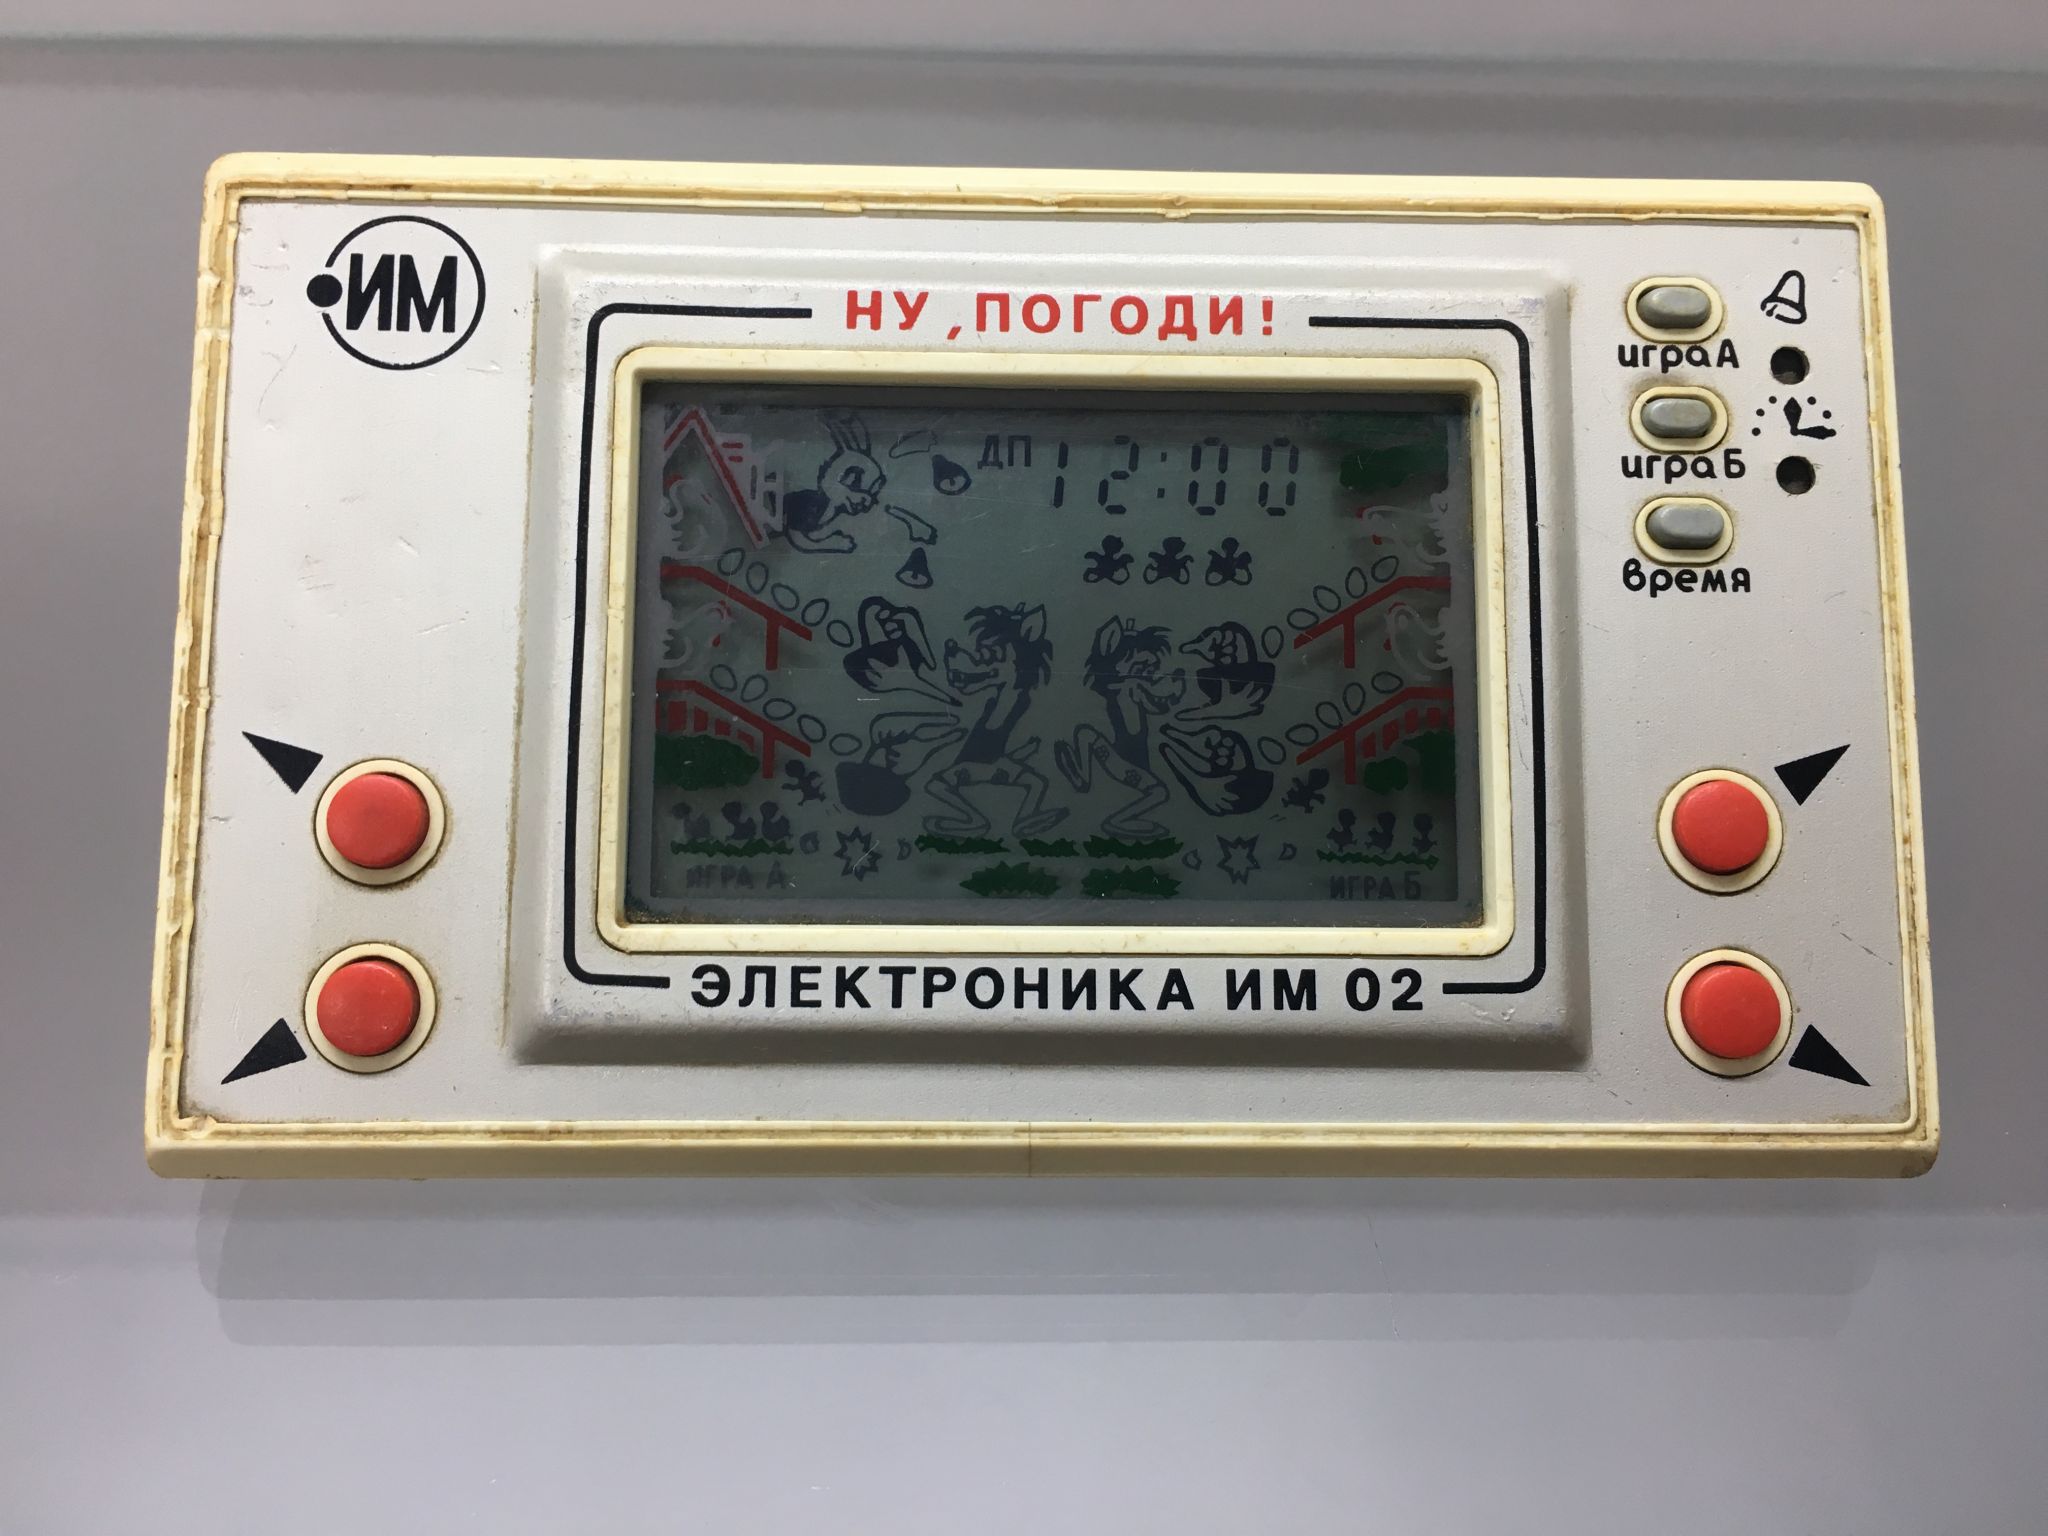 ИМ
НУ, ПОГОДИ!
игра А
игра Б
время
ДП 12:00
ИГРА А
ИГРА Б
ЭЛЕКТРОНИКА ИМ 02